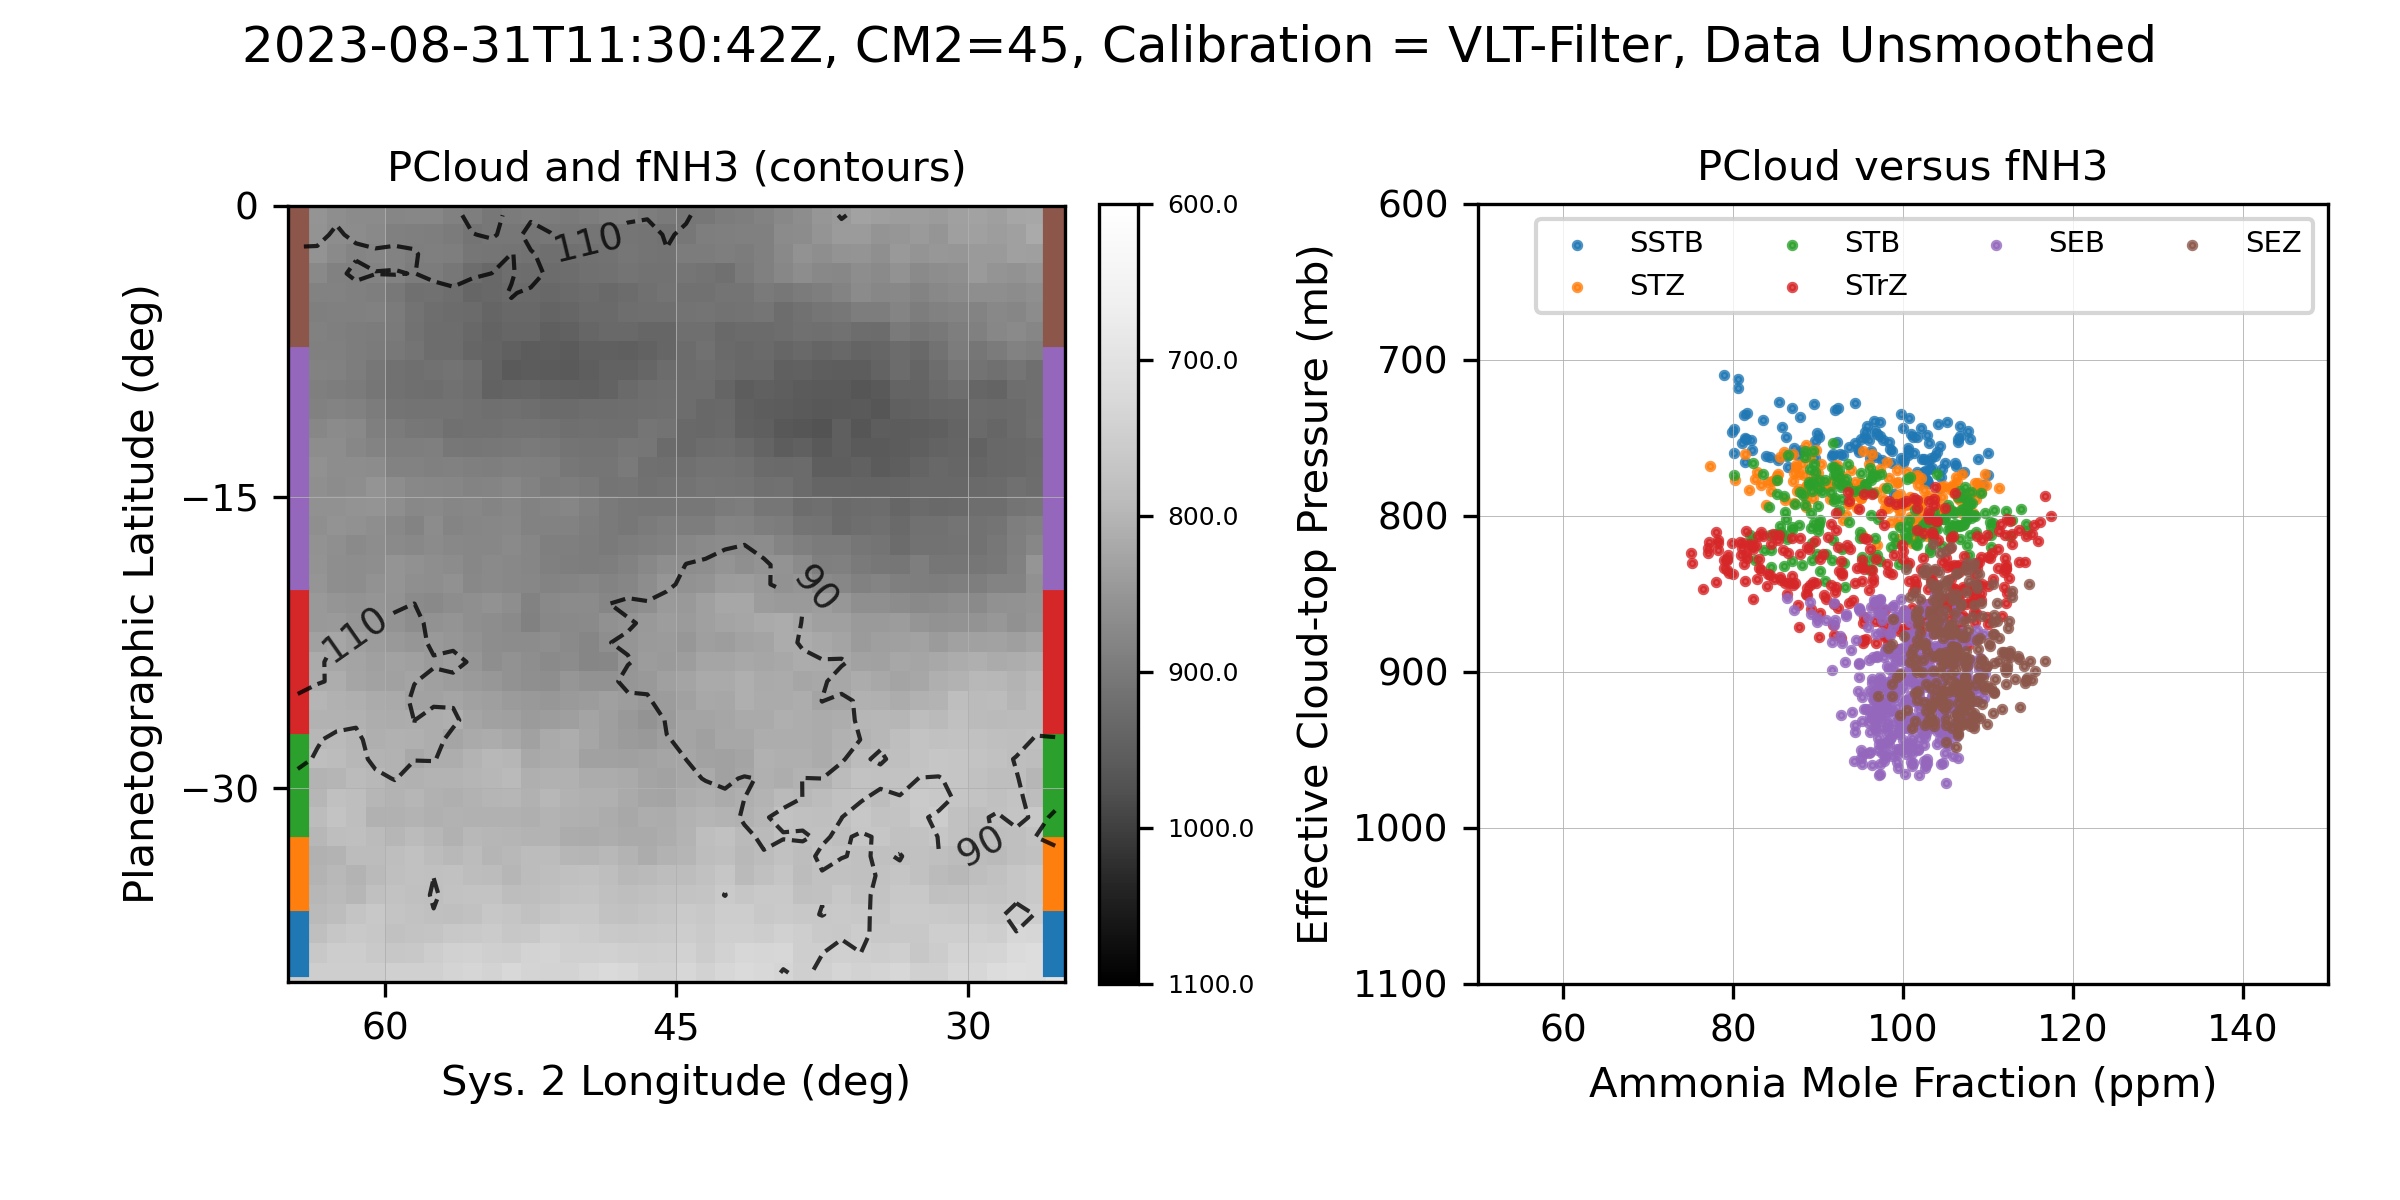 2023-08-31T11:30:42Z, CM2=45, Calibration = VLT-Filter, Data Unsmoothed
PCloud and fNH3 (contours)
0
−15
−30
60
45
30
Planetographic Latitude (deg)
Sys. 2 Longitude (deg)
110
110
90
90
600.0
700.0
800.0
900.0
1000.0
1100.0
PCloud versus fNH3
SSTB
STZ
STB
STrZ
SEB
SEZ
600
700
800
900
1000
1100
60
80
100
120
140
Effective Cloud-top Pressure (mb)
Ammonia Mole Fraction (ppm)